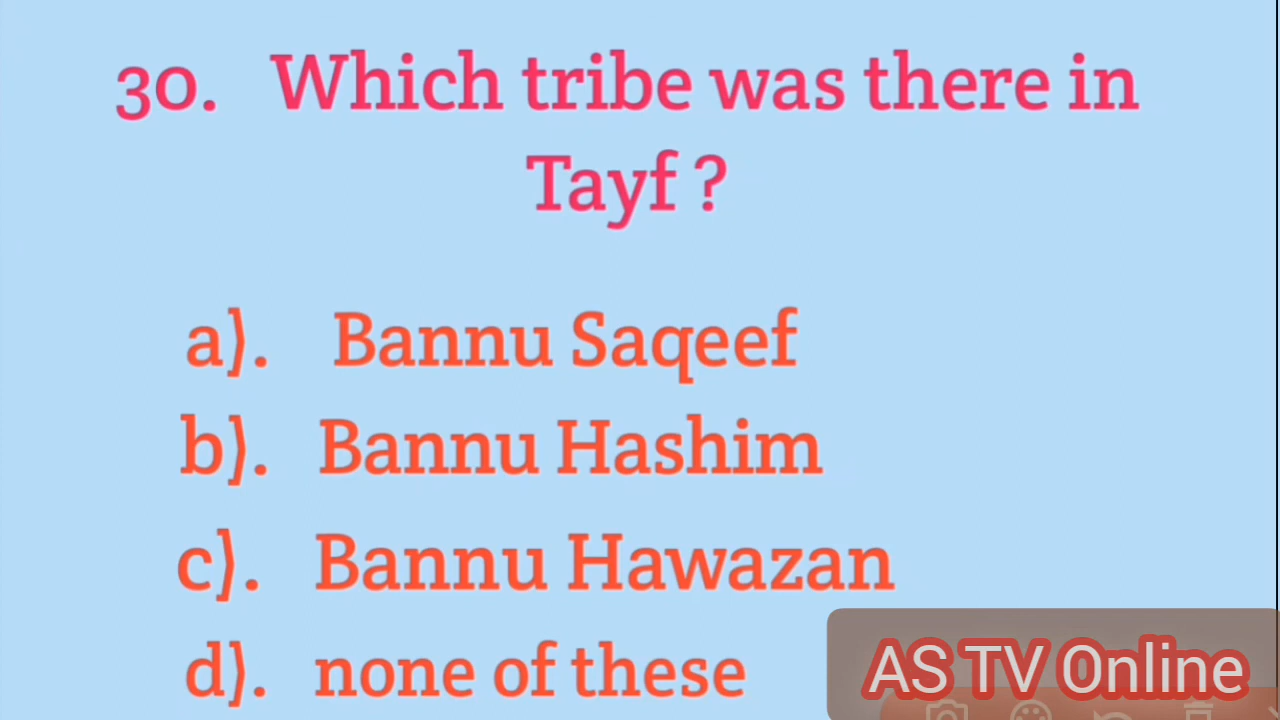 30. Which tribe was there in
Tayf ?
a). Bannu Saqeef
b). Bannu Hashim
c). Bannu Hawazan
d). none of these
AS TV Online